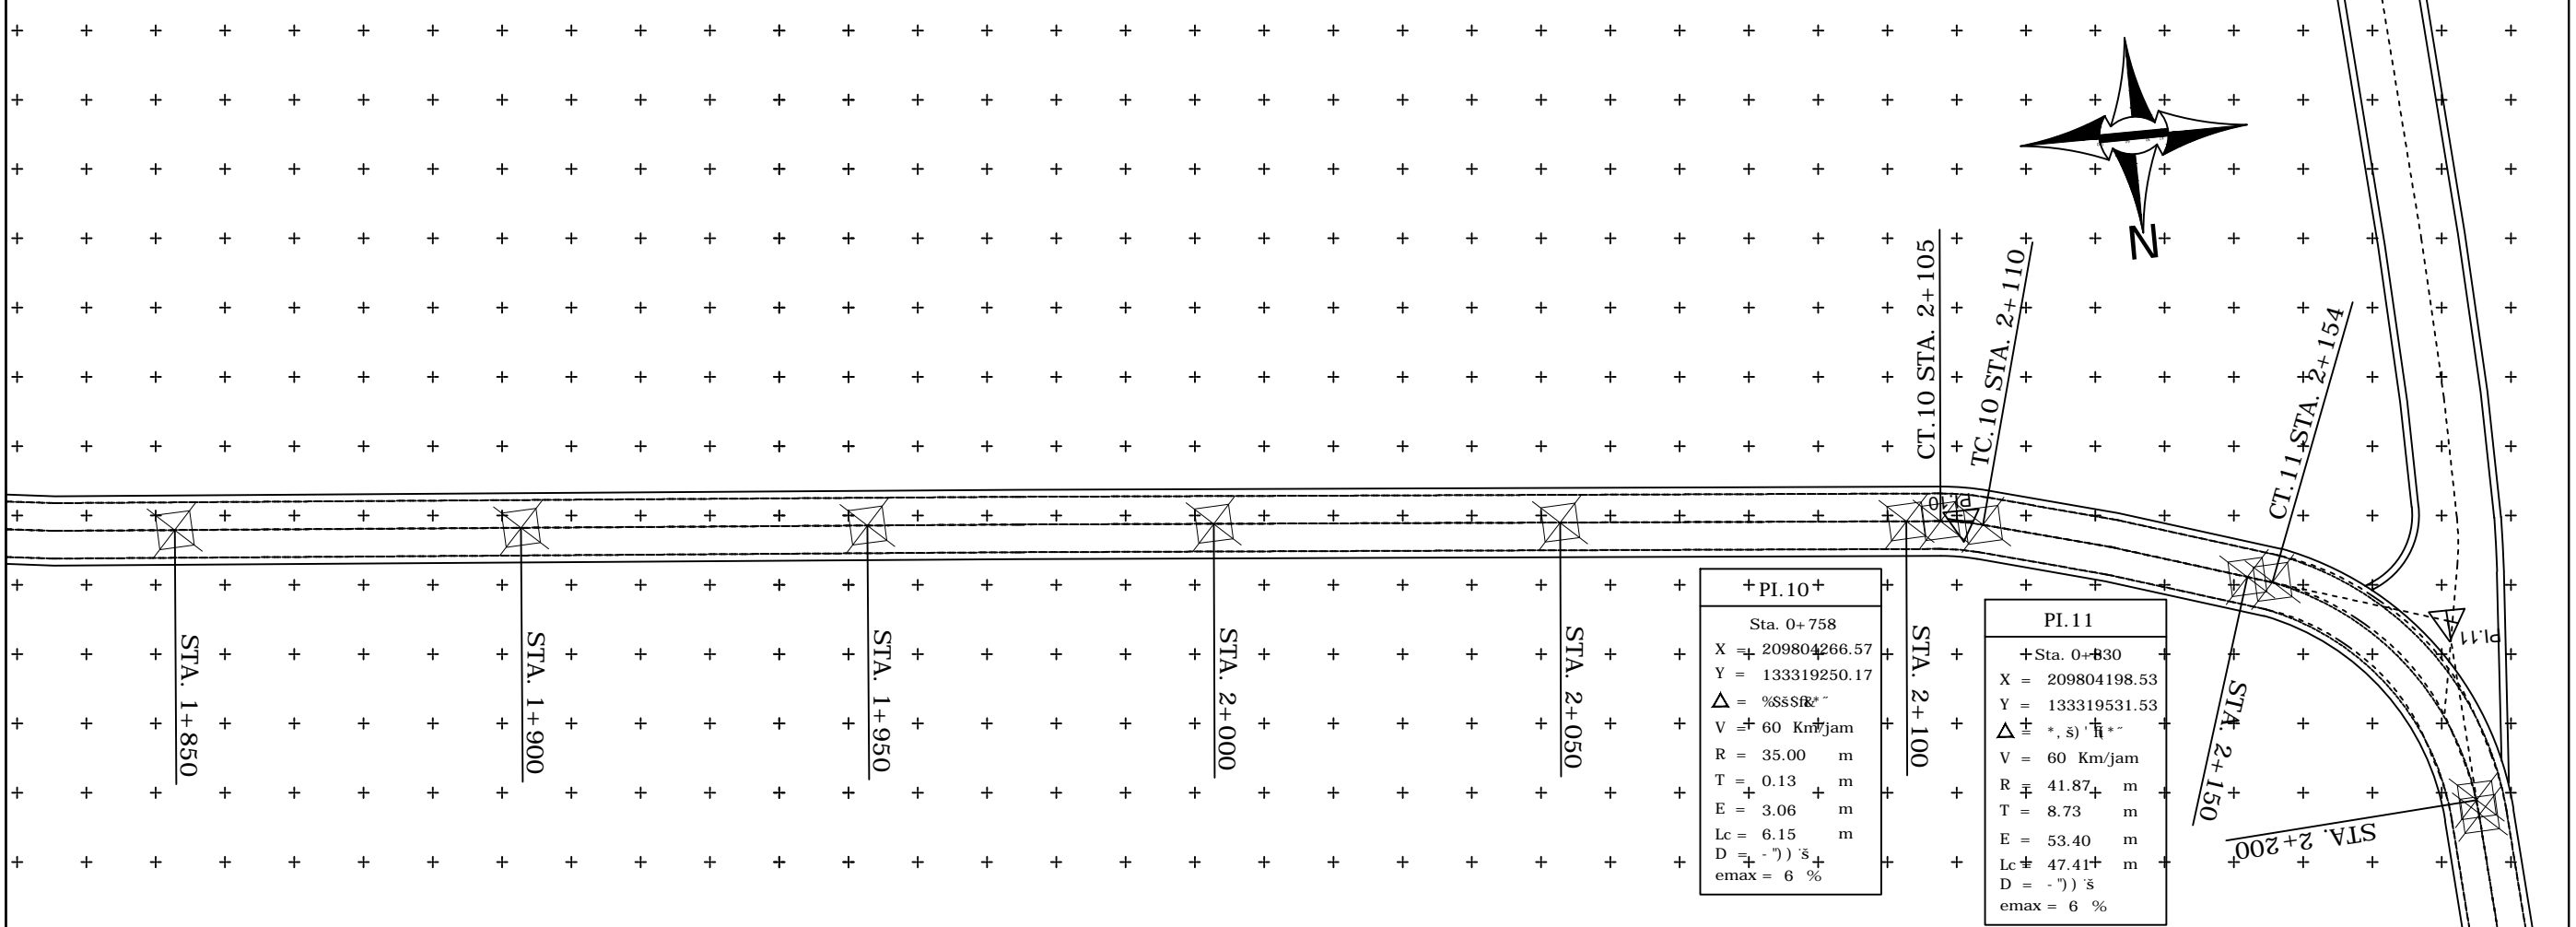 N
CT.10 STA. 2+105
TC.10 STA. 2+110
CT.11 STA. 2+154
PI.10
PI.11
STA. 1+850
STA. 1+900
STA. 1+950
STA. 2+000
STA. 2+050
STA. 2+100
STA. 2+150
STA. 2+200
PI.10
Sta. 0+758
X = 209804266.57
Y = 133319250.17
△ =
V = 60 Km/jam
R = 35.00 m
T = 0.13 m
E = 3.06 m
Lc = 6.15 m
D =
emax = 6 %
PI.11
Sta. 0+830
X = 209804198.53
Y = 133319531.53
△ =
V = 60 Km/jam
R = 41.87 m
T = 8.73 m
E = 53.40 m
Lc = 47.41 m
D =
emax = 6 %